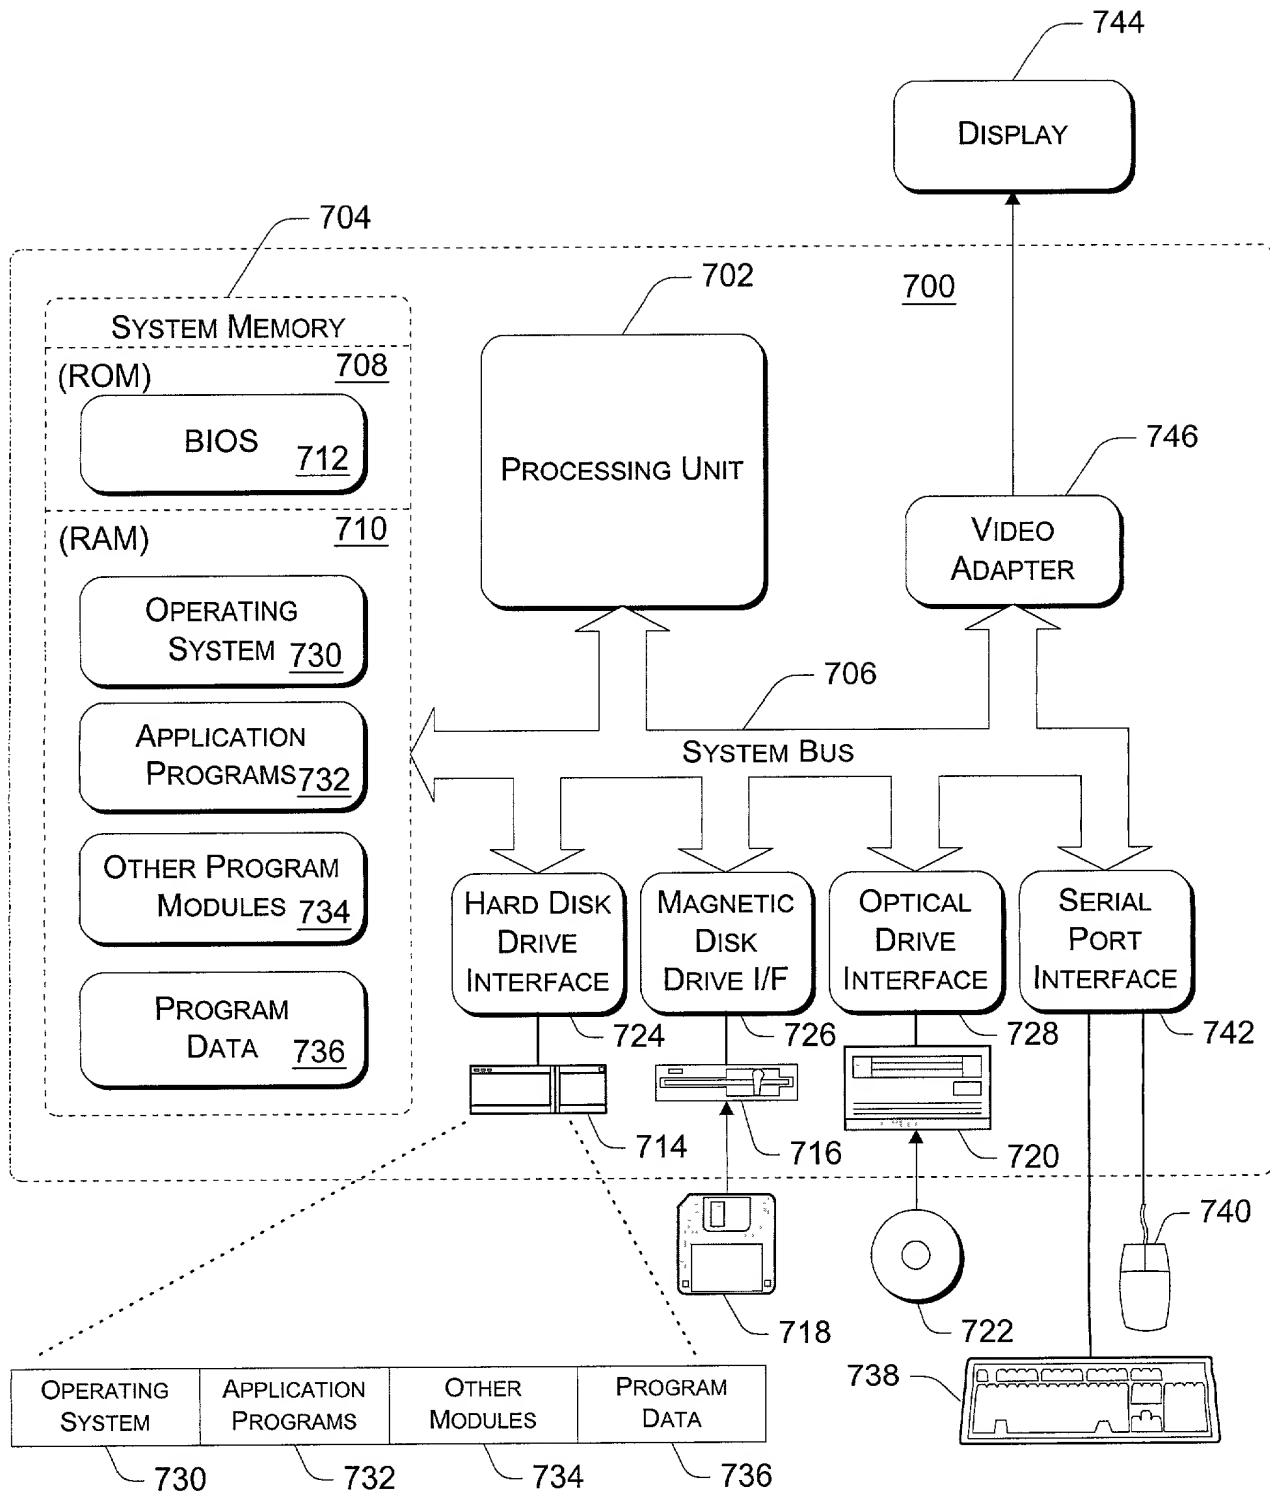 744
DISPLAY
704
702
700
SYSTEM MEMORY
(ROM)
708
BIOS
712
PROCESSING UNIT
746
VIDEO
ADAPTER
(RAM)
710
OPERATING
SYSTEM 730
706
APPLICATION
PROGRAMS 732
SYSTEM BUS
OTHER PROGRAM
MODULES 734
PROGRAM
DATA 736
HARD DISK
DRIVE
INTERFACE
724
MAGNETIC
DISK
DRIVE I/F
726
OPTICAL
DRIVE
INTERFACE
728
SERIAL
PORT
INTERFACE
742
714
716
720
718
722
740
738
OPERATING
SYSTEM
APPLICATION
PROGRAMS
OTHER
MODULES
PROGRAM
DATA
730
732
734
736